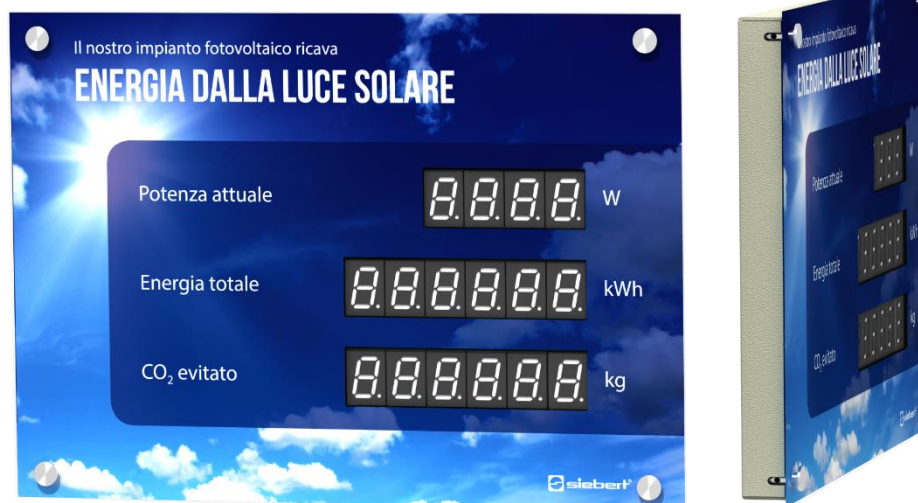 Il nostro impianto fotovoltaico ricava
ENERGIA DALLA LUCE SOLARE
Potenza attuale 8.8.8.8. W
Energia totale 8.8.8.8.8.8. kWh
CO₂ evitato 8.8.8.8.8.8. kg
siebert
nostro impianto fotovoltaico ricava
ENERGIA DALLA LUCE SOLARE
Potenza attuale W
Energia totale kWh
CO₂ evitato kg
siebert